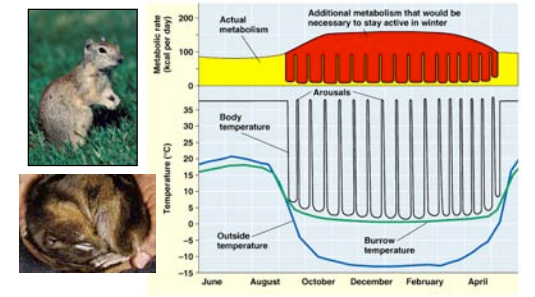 Metabolic rate
(kcal per day)
200
100
0
Actual
metabolism
Additional metabolism that would be
necessary to stay active in winter
Arousals
Body
temperature
Temperature (°C)
35
30
25
20
15
10
5
0
−5
−10
−15
Outside
temperature
Burrow
temperature
June
August
October
December
February
April